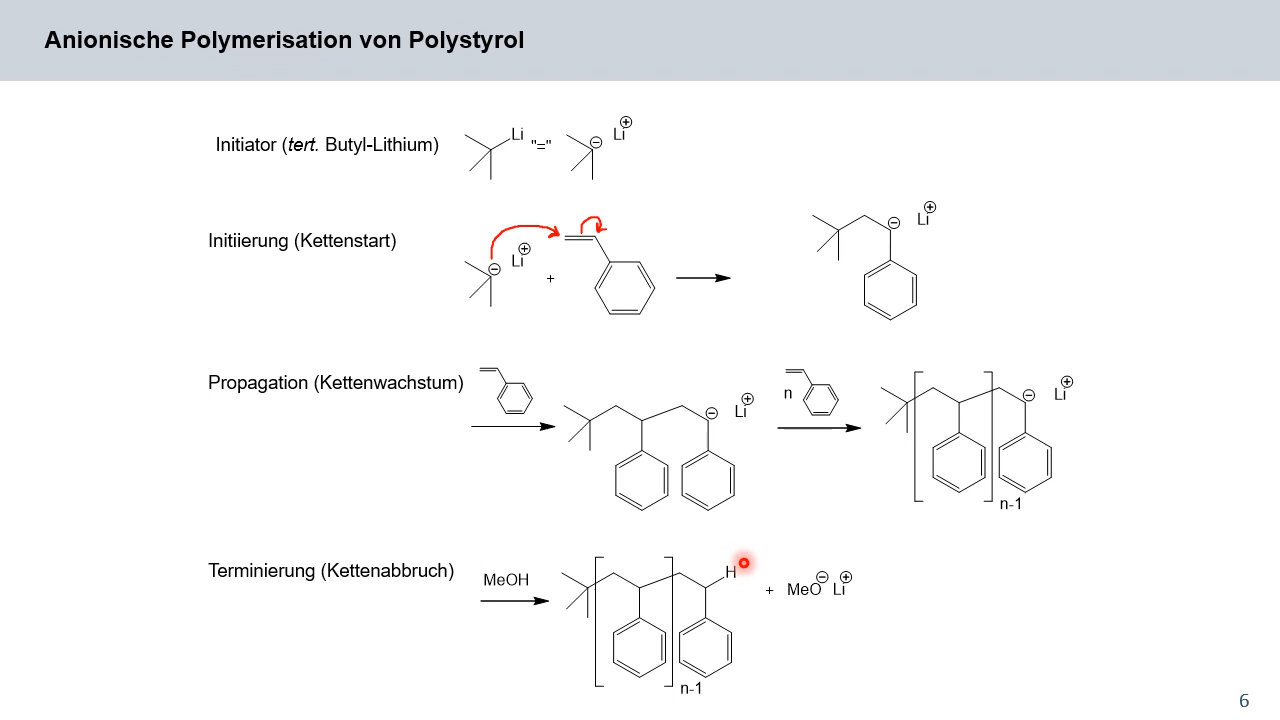 Anionische Polymerisation von Polystyrol
Initiator (tert. Butyl-Lithium)
Li
"="
⊖
Li⊕
Initiierung (Kettenstart)
⊖
Li⊕
+
⊖
Li⊕
Propagation (Kettenwachstum)
⊖
Li⊕
n
⊖
Li⊕
n-1
Terminierung (Kettenabbruch)
MeOH
H
+
MeO⊖
Li⊕
n-1
6